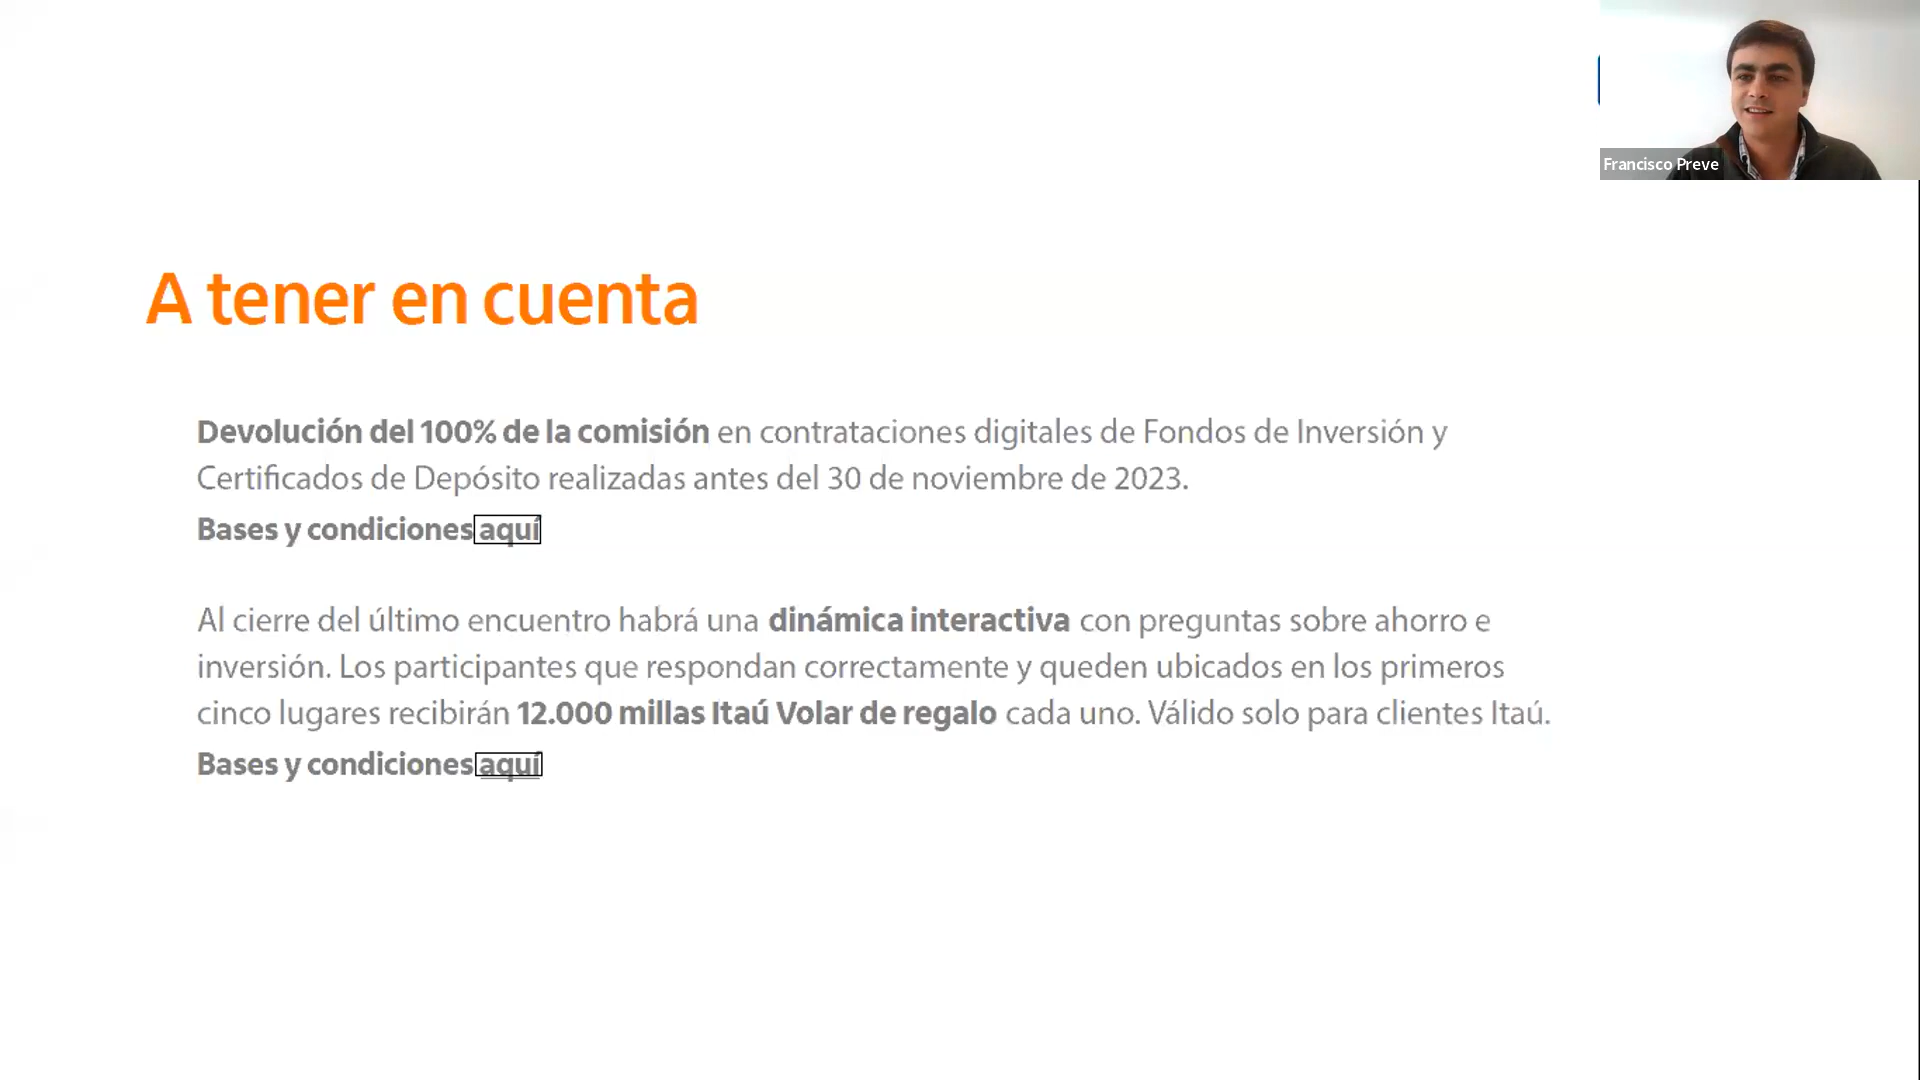 Francisco Preve
A tener en cuenta
Devolución del 100% de la comisión en contrataciones digitales de Fondos de Inversión y
Certificados de Depósito realizadas antes del 30 de noviembre de 2023.
Bases y condiciones aquí
Al cierre del último encuentro habrá una dinámica interactiva con preguntas sobre ahorro e
inversión. Los participantes que respondan correctamente y queden ubicados en los primeros
cinco lugares recibirán 12.000 millas Itaú Volar de regalo cada uno. Válido solo para clientes Itaú.
Bases y condiciones aquí